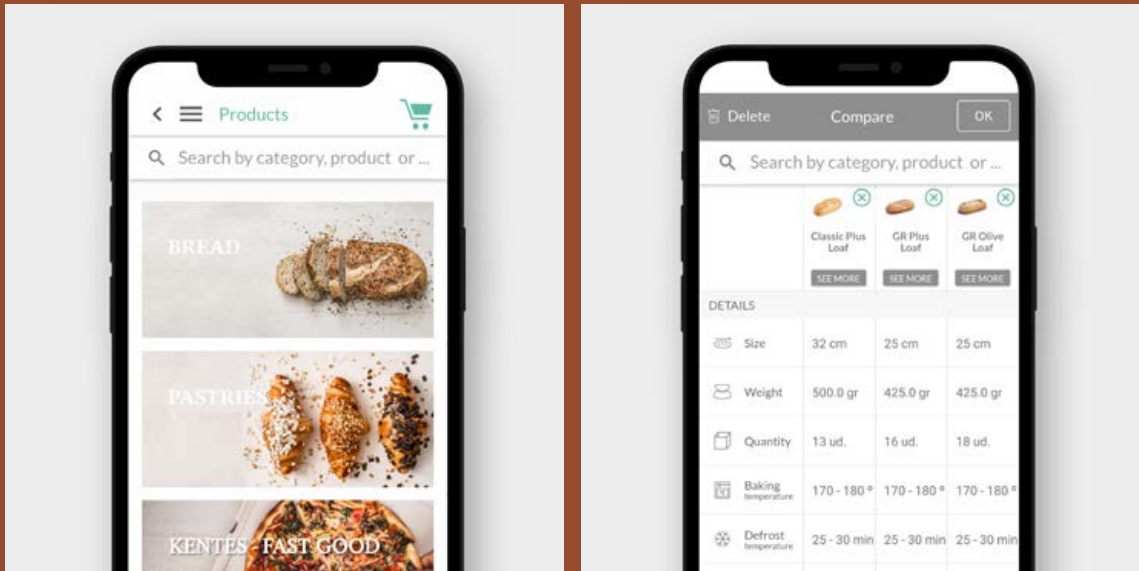 Products
Search by category, product or ...
BREAD
PASTRIES
KENTES - FAST GOOD
Delete Compare OK
Search by category, product or ...
Classic Plus GR Plus GR Olive
Loaf Loaf Loaf
SEE MORE SEE MORE SEE MORE
DETAILS
Size 32 cm 25 cm 25 cm
Weight 500.0 gr 425.0 gr 425.0 gr
Quantity 13 ud. 16 ud. 18 ud.
Baking
temperature 170 - 180 º 170 - 180 º 170 - 180 º
Defrost
temperature 25 - 30 min 25 - 30 min 25 - 30 min